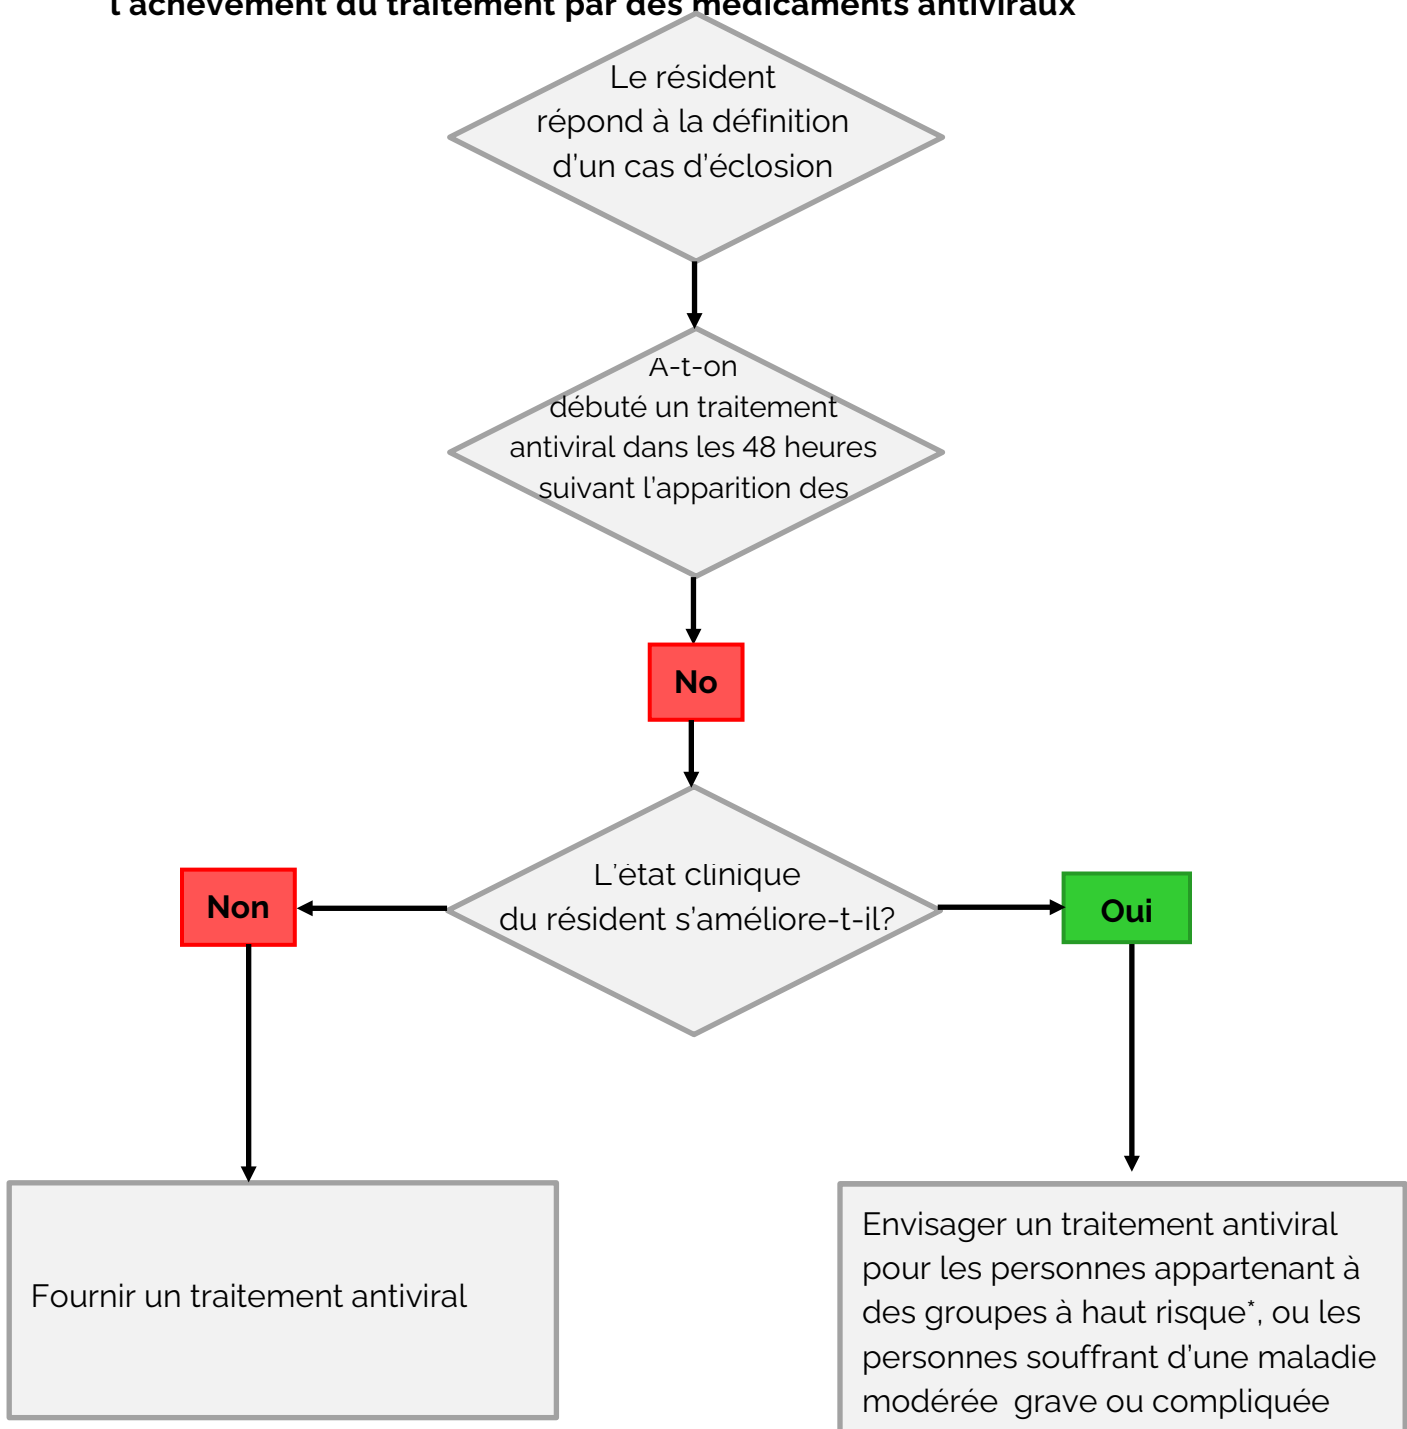 l'achèvement du traitement par des médicaments antiviraux
Le résident
répond à la définition
d'un cas d'éclosion
A-t-on
débuté un traitement
antiviral dans les 48 heures
suivant l'apparition des
No
L'état clinique
du résident s'améliore-t-il?
Non
Oui
Fournir un traitement antiviral
Envisager un traitement antiviral
pour les personnes appartenant à
des groupes à haut risque*, ou les
personnes souffrant d'une maladie
modérée grave ou compliquée